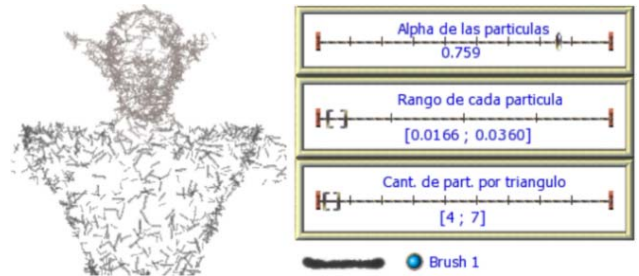 Alpha de las particulas
0.759
Rango de cada particula
[0.0166 ; 0.0360]
Cant. de part. por triangulo
[4 ; 7]
Brush 1